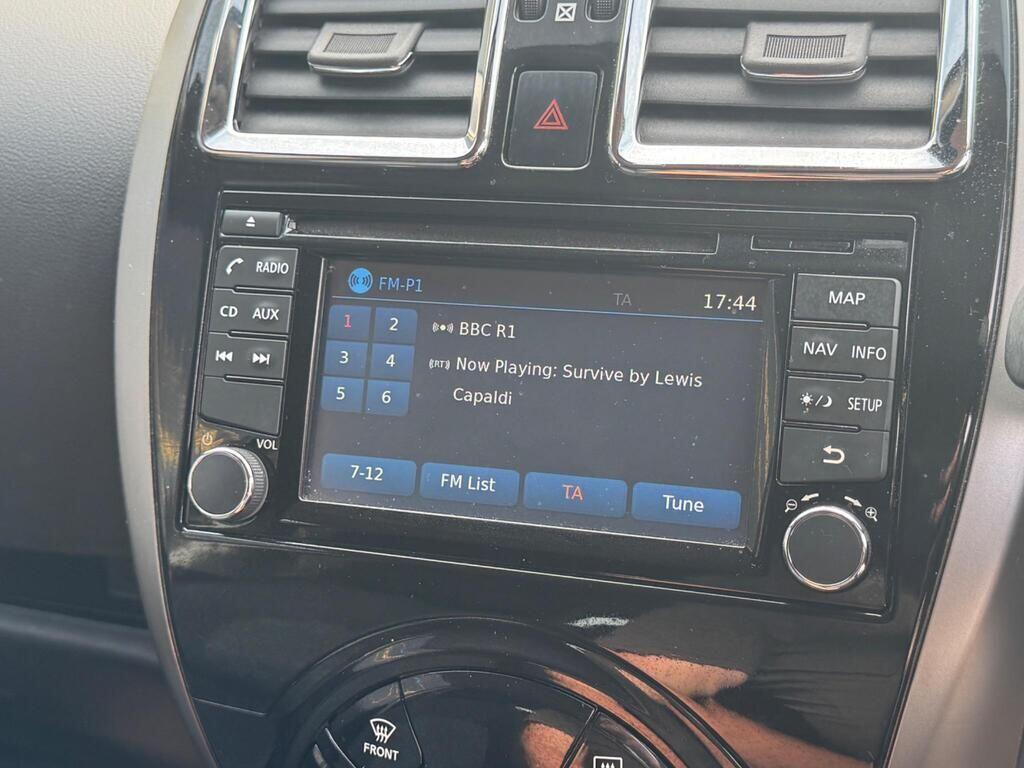 RADIO
CD AUX
VOL
FM-P1
TA
17:44
1 2
3 4
5 6
BBC R1
(RT) Now Playing: Survive by Lewis
Capaldi
7-12
FM List
TA
Tune
MAP
NAV INFO
SETUP
FRONT